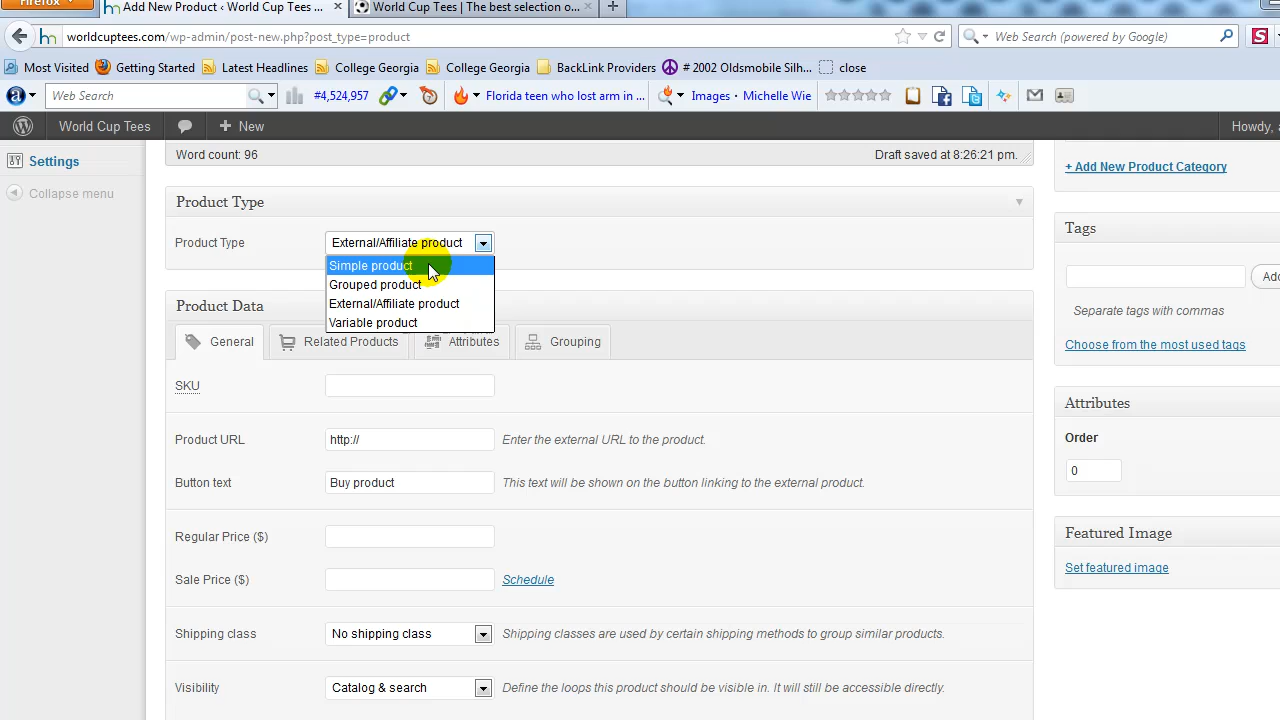 Firefox
Add New Product ‹ World Cup Tees ...
World Cup Tees | The best selection o...
worldcuptees.com/wp-admin/post-new.php?post_type=product
Web Search (powered by Google)
Most Visited
Getting Started
Latest Headlines
College Georgia
College Georgia
BackLink Providers
# 2002 Oldsmobile Silh...
close
Web Search
#4,524,957
Florida teen who lost arm in ...
Images · Michelle Wie
World Cup Tees
New
Howdy, a
Settings
Collapse menu
Word count: 96
Draft saved at 8:26:21 pm.
+ Add New Product Category
Product Type
Product Type
External/Affiliate product
Simple product
Grouped product
External/Affiliate product
Variable product
Tags
Add
Separate tags with commas
Choose from the most used tags
Product Data
General
Related Products
Attributes
Grouping
SKU
Product URL
http://
Enter the external URL to the product.
Button text
Buy product
This text will be shown on the button linking to the external product.
Regular Price ($)
Sale Price ($)
Schedule
Shipping class
No shipping class
Shipping classes are used by certain shipping methods to group similar products.
Visibility
Catalog & search
Define the loops this product should be visible in. It will still be accessible directly.
Attributes
Order
0
Featured Image
Set featured image